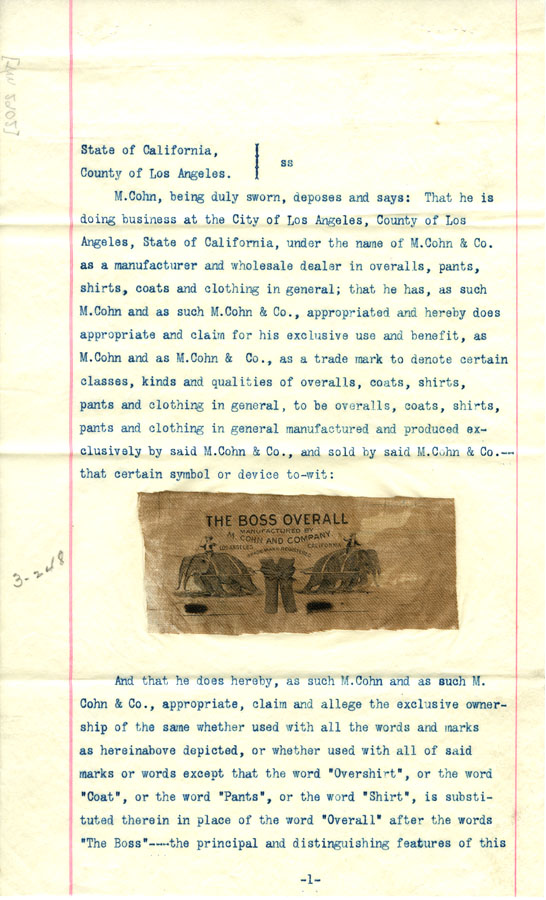 State of California,
ss
County of Los Angeles.
M.Cohn, being duly sworn, deposes and says: That he is
doing business at the City of Los Angeles, County of Los
Angeles, State of California, under the name of M.Cohn & Co.
as a manufacturer and wholesale dealer in overalls, pants,
shirts, coats and clothing in general; that he has, as such
M.Cohn and as such M.Cohn & Co., appropriated and hereby does
appropriate and claim for his exclusive use and benefit, as
M.Cohn and as M.Cohn & Co., as a trade mark to denote certain
classes, kinds and qualities of overalls, coats, shirts,
pants and clothing in general, to be overalls, coats, shirts,
pants and clothing in general manufactured and produced ex-
clusively by said M.Cohn & Co., and sold by said M.Cohn & Co.--
that certain symbol or device to-wit:
THE BOSS OVERALL
MANUFACTURED BY
M. COHN AND COMPANY
LOS ANGELES CALIFORNIA
TRADE MARK REGISTERED
3-248
And that he does hereby, as such M.Cohn and as such M.
Cohn & Co., appropriate, claim and allege the exclusive owner-
ship of the same whether used with all the words and marks
as hereinabove depicted, or whether used with all of said
marks or words except that the word "Overshirt", or the word
"Coat", or the word "Pants", or the word "Shirt", is substi-
tuted therein in place of the word "Overall" after the words
"The Boss"----the principal and distinguishing features of this
-1-